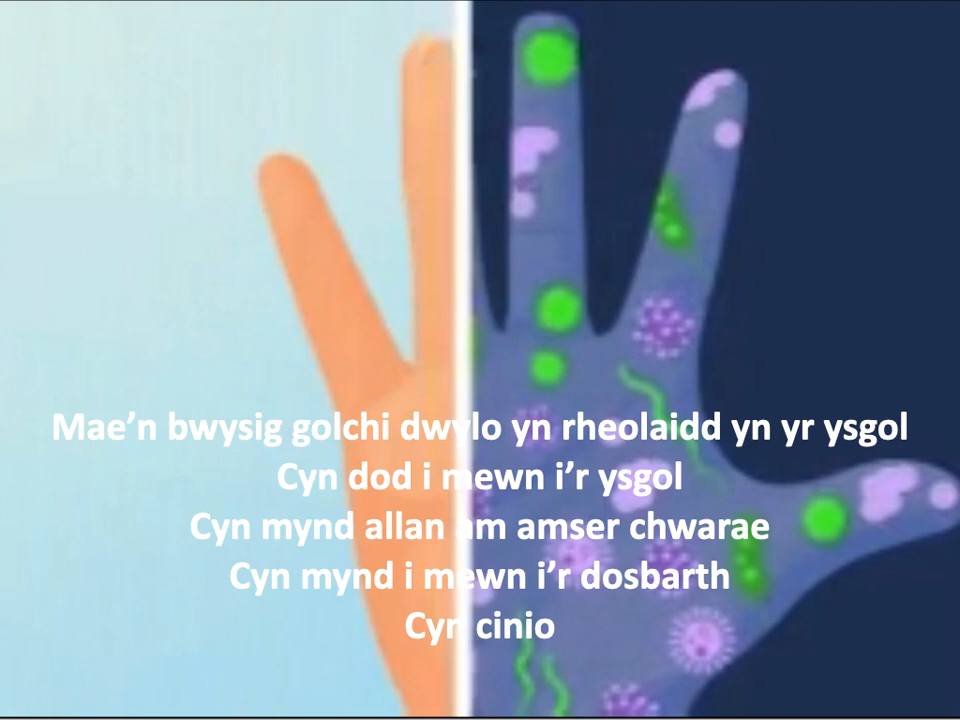 Mae’n bwysig golchi dwylo yn rheolaidd yn yr ysgol
Cyn dod i mewn i’r ysgol
Cyn mynd allan am amser chwarae
Cyn mynd i mewn i’r dosbarth
Cyn cinio